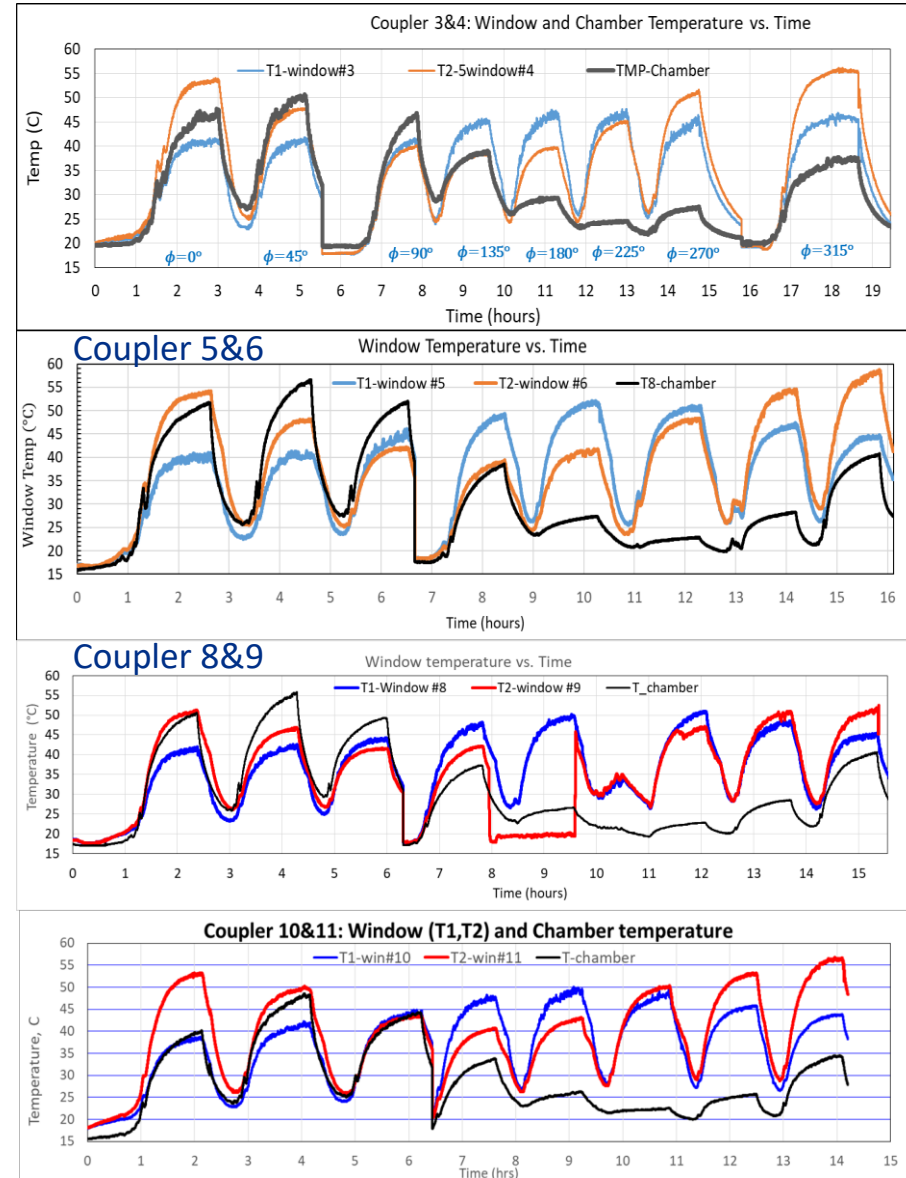 Coupler 3&4: Window and Chamber Temperature vs. Time
T1-window#3 T2-5window#4 TMP-Chamber
Temp (C)
60
55
50
45
40
35
30
25
20
15
ϕ=0° ϕ=45° ϕ=90° ϕ=135° ϕ=180° ϕ=225° ϕ=270° ϕ=315°
0 1 2 3 4 5 6 7 8 9 10 11 12 13 14 15 16 17 18 19
Time (hours)
Coupler 5&6
Window Temperature vs. Time
T1-window #5 T2-window #6 T8-chamber
Window Temp (°C)
60
55
50
45
40
35
30
25
20
15
0 1 2 3 4 5 6 7 8 9 10 11 12 13 14 15 16
Time (hours)
Coupler 8&9
Window temperature vs. Time
T1-Window #8 T2-window #9 T_chamber
Temperature (°C)
60
55
50
45
40
35
30
25
20
15
0 1 2 3 4 5 6 7 8 9 10 11 12 13 14 15
Time (hours)
Coupler 10&11: Window (T1,T2) and Chamber temperature
T1-win#10 T2-win#11 T-chamber
Temperature, C
60
55
50
45
40
35
30
25
20
15
0 1 2 3 4 5 6 7 8 9 10 11 12 13 14 15
Time (hrs)